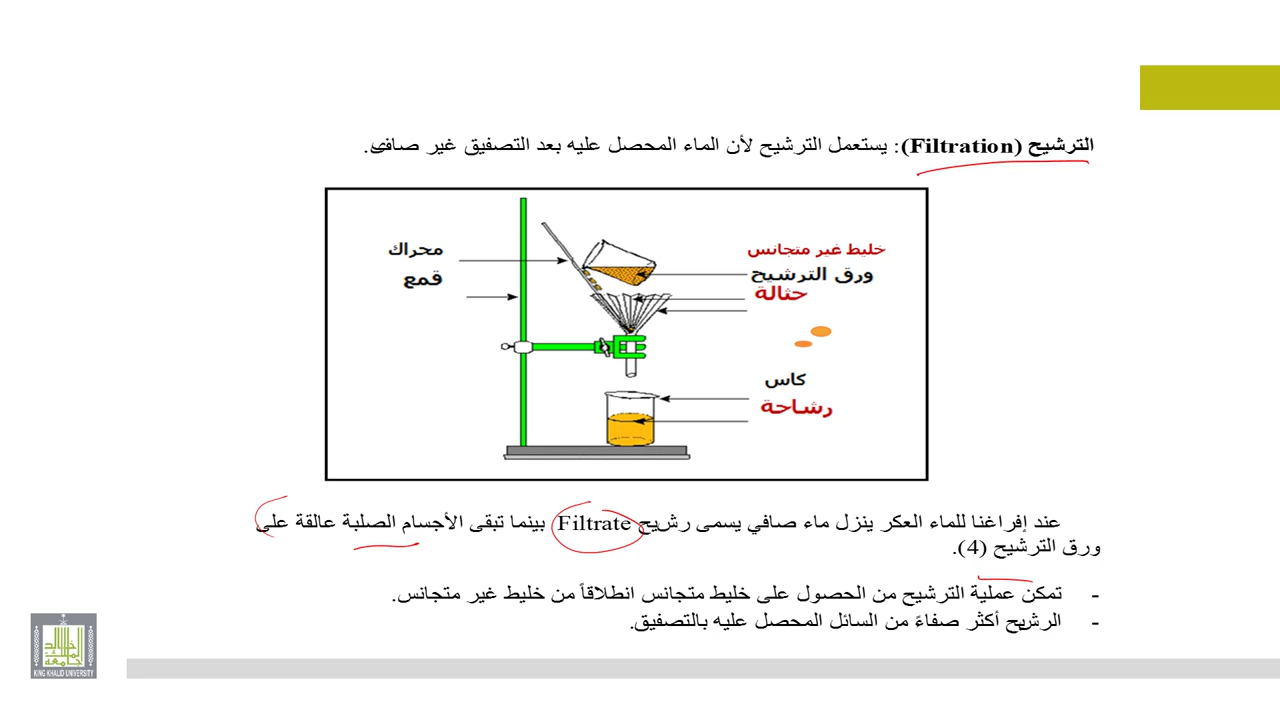 الترشيح (Filtration): يستعمل الترشيح لأن الماء المحصل عليه بعد التصفيق غير صافي.
محراك
قمع
خليط غير متجانس
ورق الترشيح
حثالة
كاس
رشاحة
عند إفراغنا للماء العكر ينزل ماء صافي يسمى رشيح Filtrate بينما تبقى الأجسام الصلبة عالقة على
ورق الترشيح (4).
- تمكن عملية الترشيح من الحصول على خليط متجانس انطلاقاً من خليط غير متجانس.
- الرشيح أكثر صفاءً من السائل المحصل عليه بالتصفيق.
KING KHALID UNIVERSITY